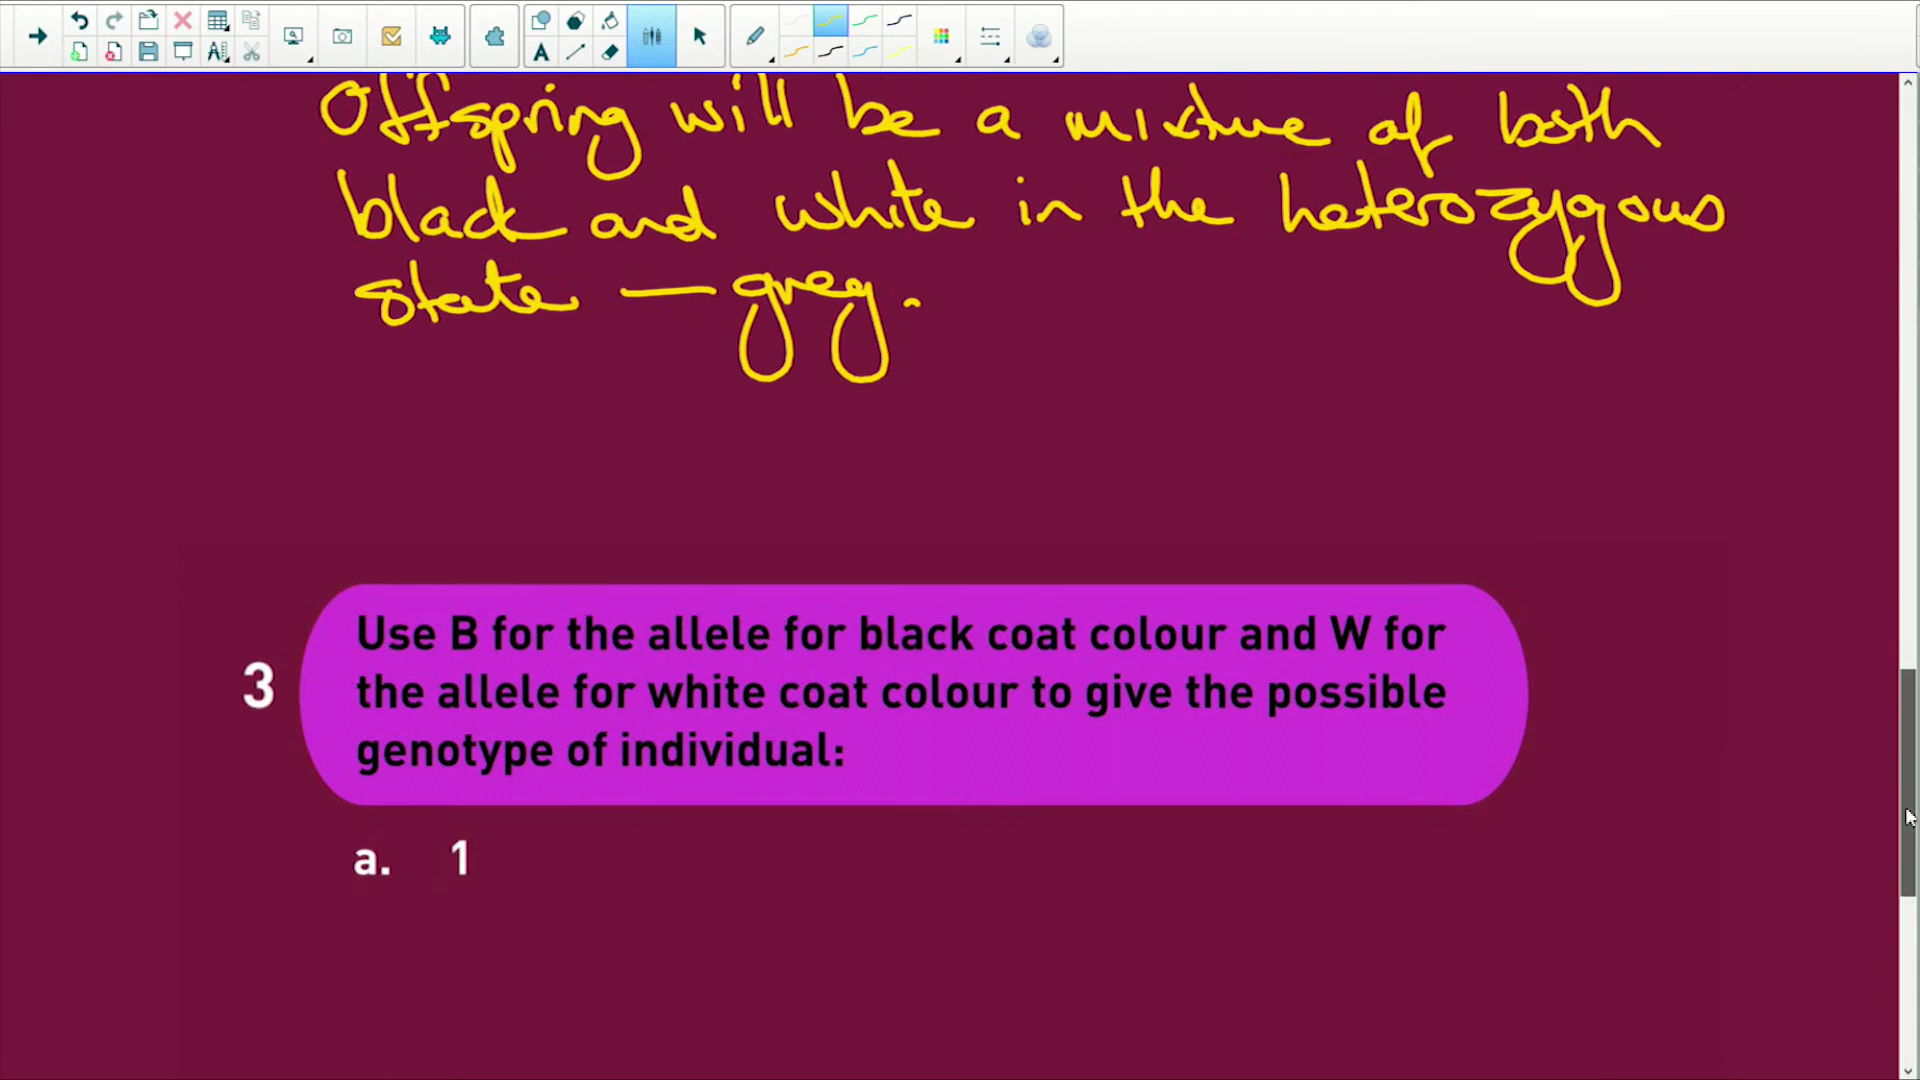 Offspring will be a mixture of both
black and white in the heterozygous
state — grey.
3
Use B for the allele for black coat colour and W for
the allele for white coat colour to give the possible
genotype of individual:
a. 1